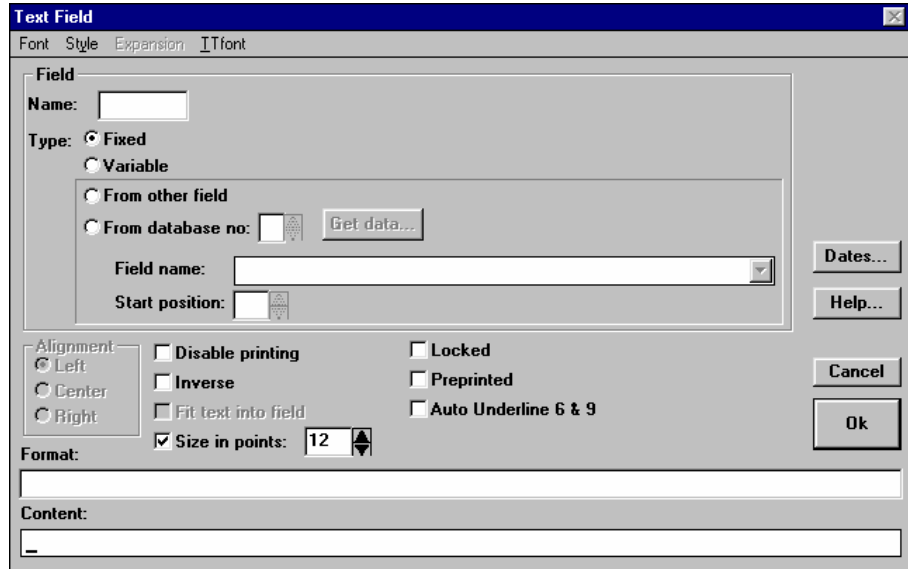 Text Field
Font Style Expansion TTfont
Field
Name:
Type: Fixed
Variable
From other field
From database no: Get data...
Field name:
Start position:
Dates...
Help...
Alignment
Left
Center
Right
Disable printing
Inverse
Fit text into field
Size in points: 12
Locked
Preprinted
Auto Underline 6 & 9
Cancel
Ok
Format:
Content: